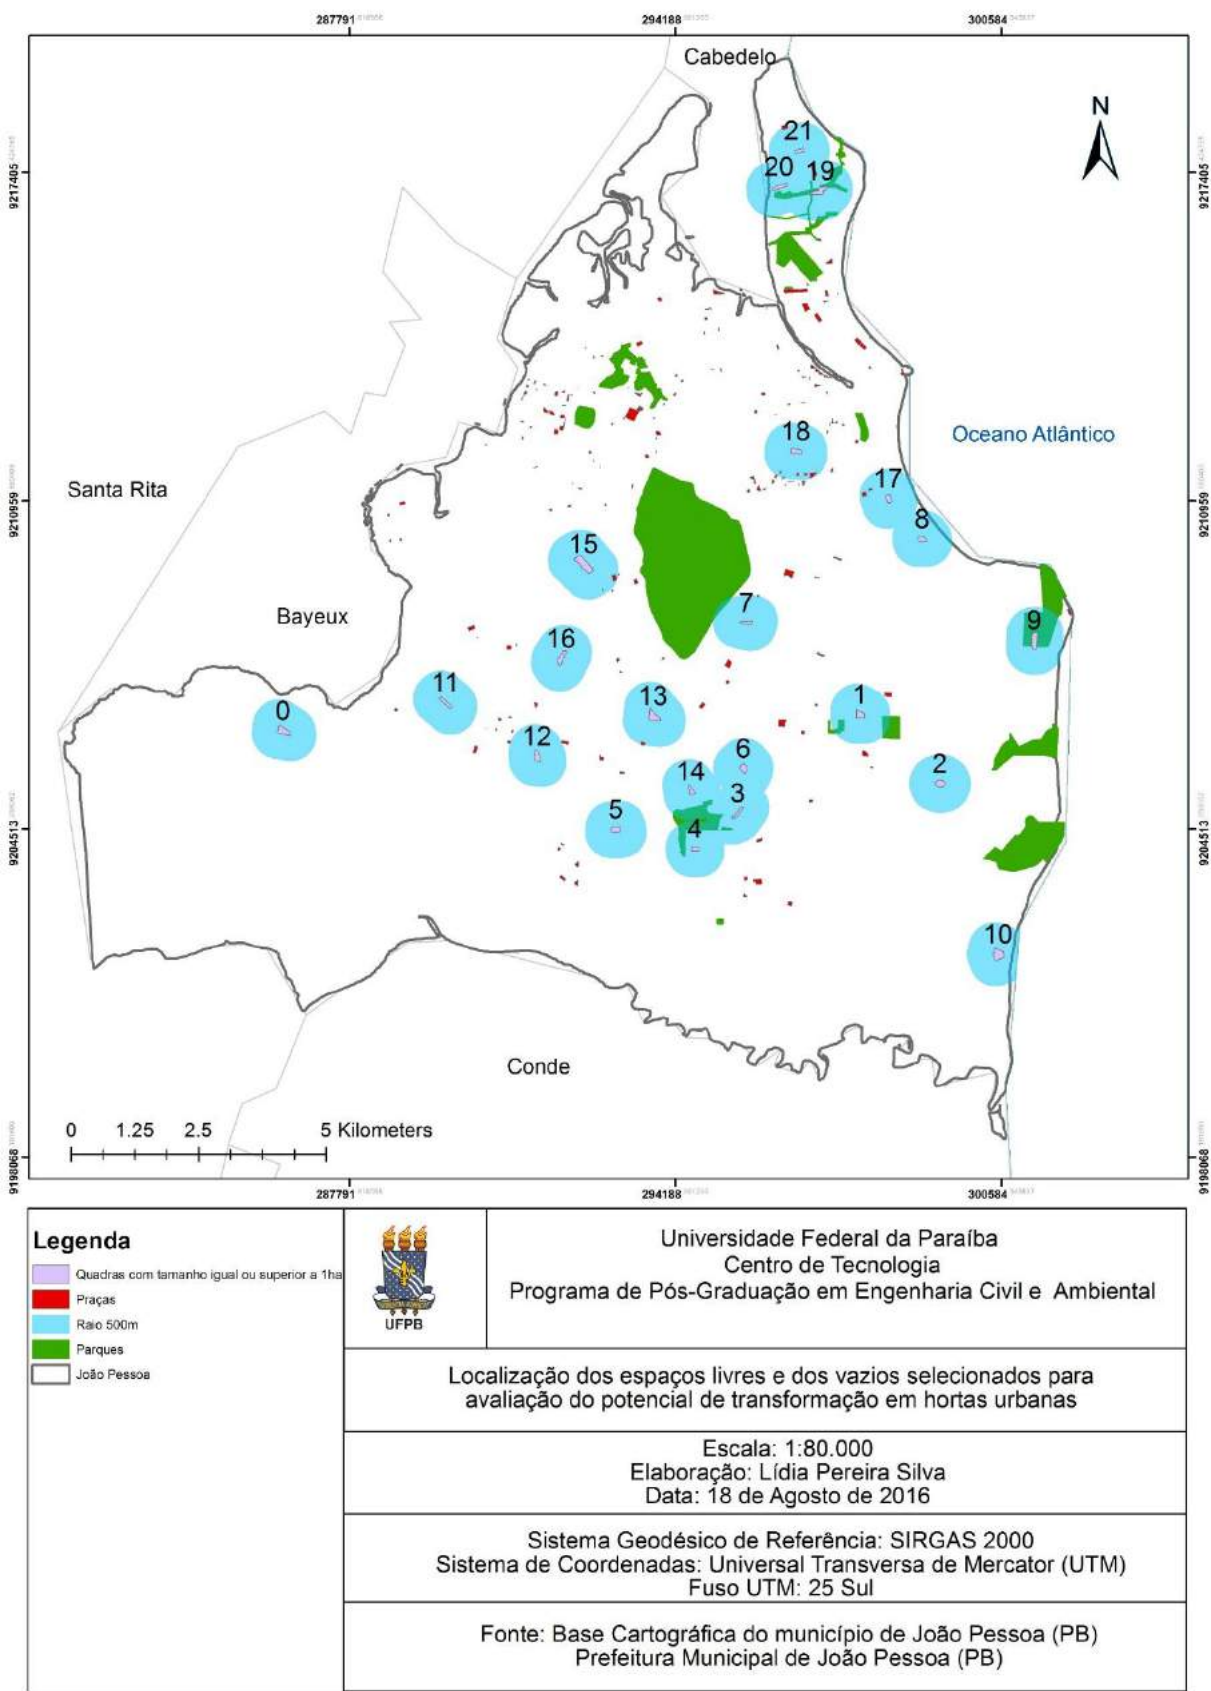 287791
294188
300584
Cabedelo
N
21
9217405
20
19
9217405
18
Oceano Atlântico
Santa Rita
17
9210959
9210959
8
15
7
Bayeux
9
16
11
13
1
0
12
6
2
14
3
5
4
9204513
9204513
10
Conde
0 1.25 2.5 5 Kilometers
9198068
9198068
287791
294188
300584
Legenda
Quadras com tamanho igual ou superior a 1ha
Praças
Raio 500m
Parques
João Pessoa
UFPB
Universidade Federal da Paraíba
Centro de Tecnologia
Programa de Pós-Graduação em Engenharia Civil e Ambiental
Localização dos espaços livres e dos vazios selecionados para
avaliação do potencial de transformação em hortas urbanas
Escala: 1:80.000
Elaboração: Lídia Pereira Silva
Data: 18 de Agosto de 2016
Sistema Geodésico de Referência: SIRGAS 2000
Sistema de Coordenadas: Universal Transversa de Mercator (UTM)
Fuso UTM: 25 Sul
Fonte: Base Cartográfica do município de João Pessoa (PB)
Prefeitura Municipal de João Pessoa (PB)